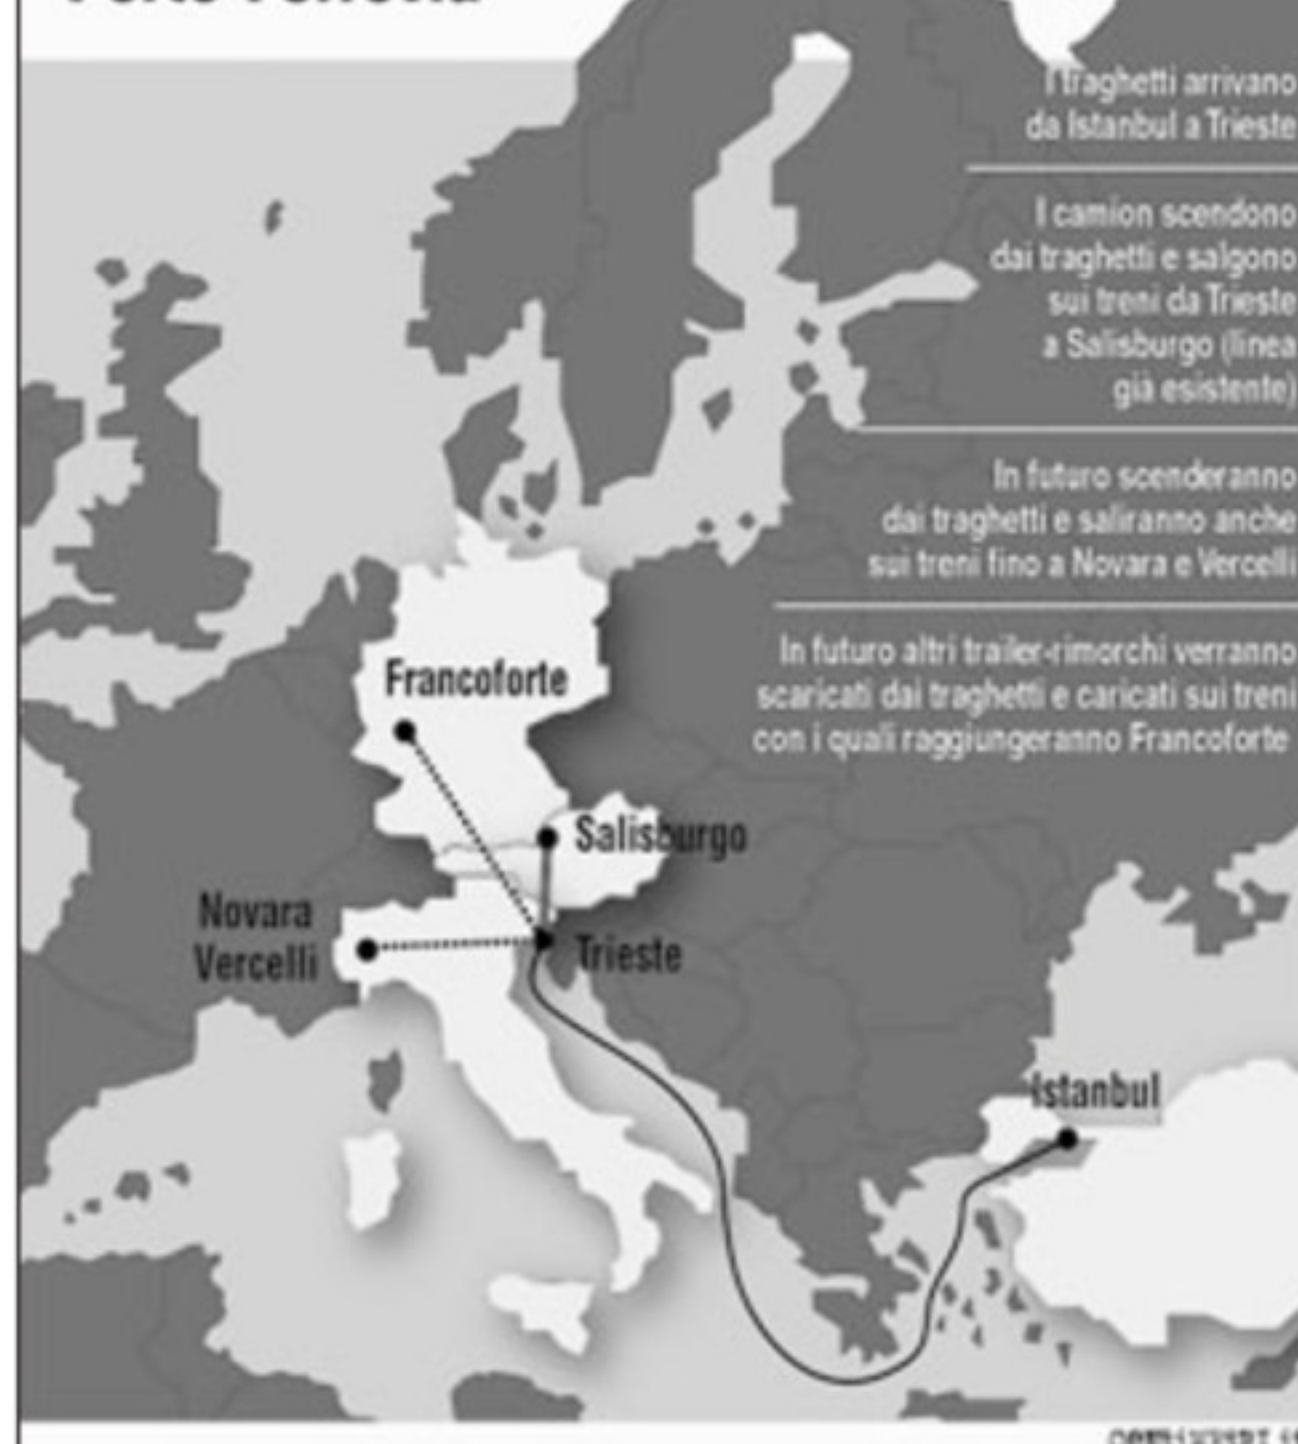 I traghetti arrivano
da Istanbul a Trieste
I camion scendono
dai traghetti e salgono
sui treni da Trieste
a Salisburgo (linea
già esistente)
In futuro scenderanno
dai traghetti e saliranno anche
sui treni fino a Novara e Vercelli
In futuro altri trailer-rimorchi verranno
scaricati dai traghetti e caricati sui treni
con i quali raggiungeranno Francoforte
Francoforte
Salisburgo
Novara
Vercelli
Trieste
Istanbul